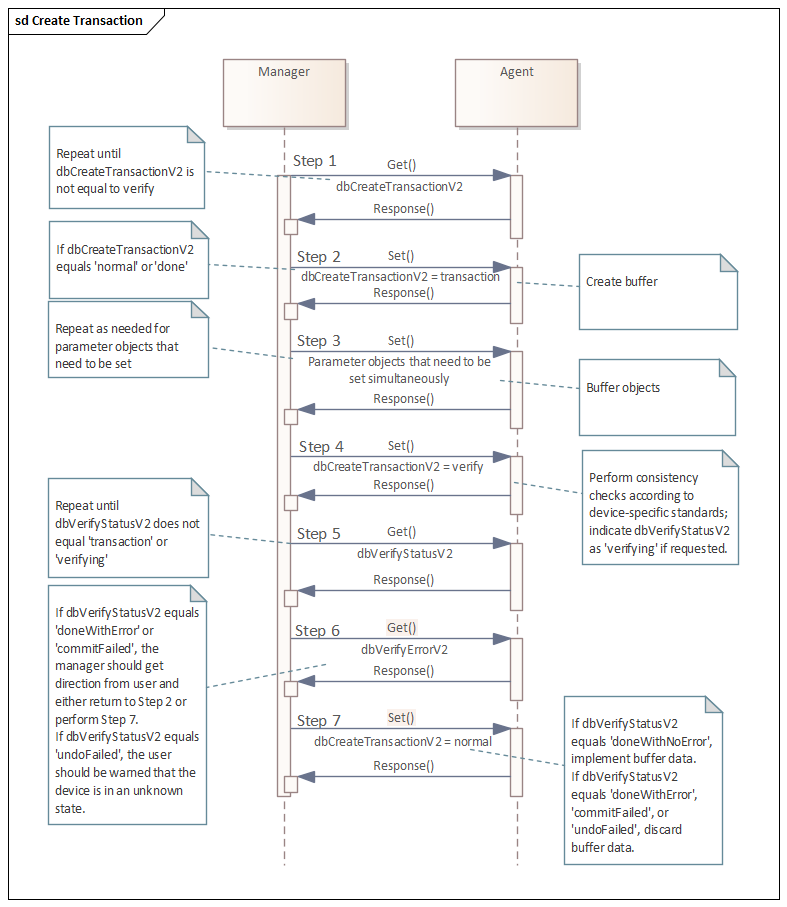 sd Create Transaction
Manager
Agent
Repeat until
dbCreateTransactionV2 is
not equal to verify
Step 1
Get()
dbCreateTransactionV2
Response()
If dbCreateTransactionV2
equals 'normal' or 'done'
Step 2
Set()
dbCreateTransactionV2 = transaction
Response()
Create buffer
Repeat as needed for
parameter objects that
need to be set
Step 3
Set()
Parameter objects that need to be
set simultaneously
Response()
Buffer objects
Step 4
Set()
dbCreateTransactionV2 = verify
Response()
Perform consistency
checks according to
device-specific standards;
indicate dbVerifyStatusV2
as 'verifying' if requested.
Repeat until
dbVerifyStatusV2 does not
equal 'transaction' or
'verifying'
Step 5
Get()
dbVerifyStatusV2
Response()
If dbVerifyStatusV2 equals
'doneWithError' or
'commitFailed', the
manager should get
direction from user and
either return to Step 2 or
perform Step 7.
If dbVerifyStatusV2 equals
'undoFailed', the user
should be warned that the
device is in an unknown
state.
Step 6
Get()
dbVerifyErrorV2
Response()
Step 7
Set()
dbCreateTransactionV2 = normal
Response()
If dbVerifyStatusV2
equals 'doneWithNoError',
implement buffer data.
If dbVerifyStatusV2
equals 'doneWithError',
'commitFailed', or
'undoFailed', discard
buffer data.